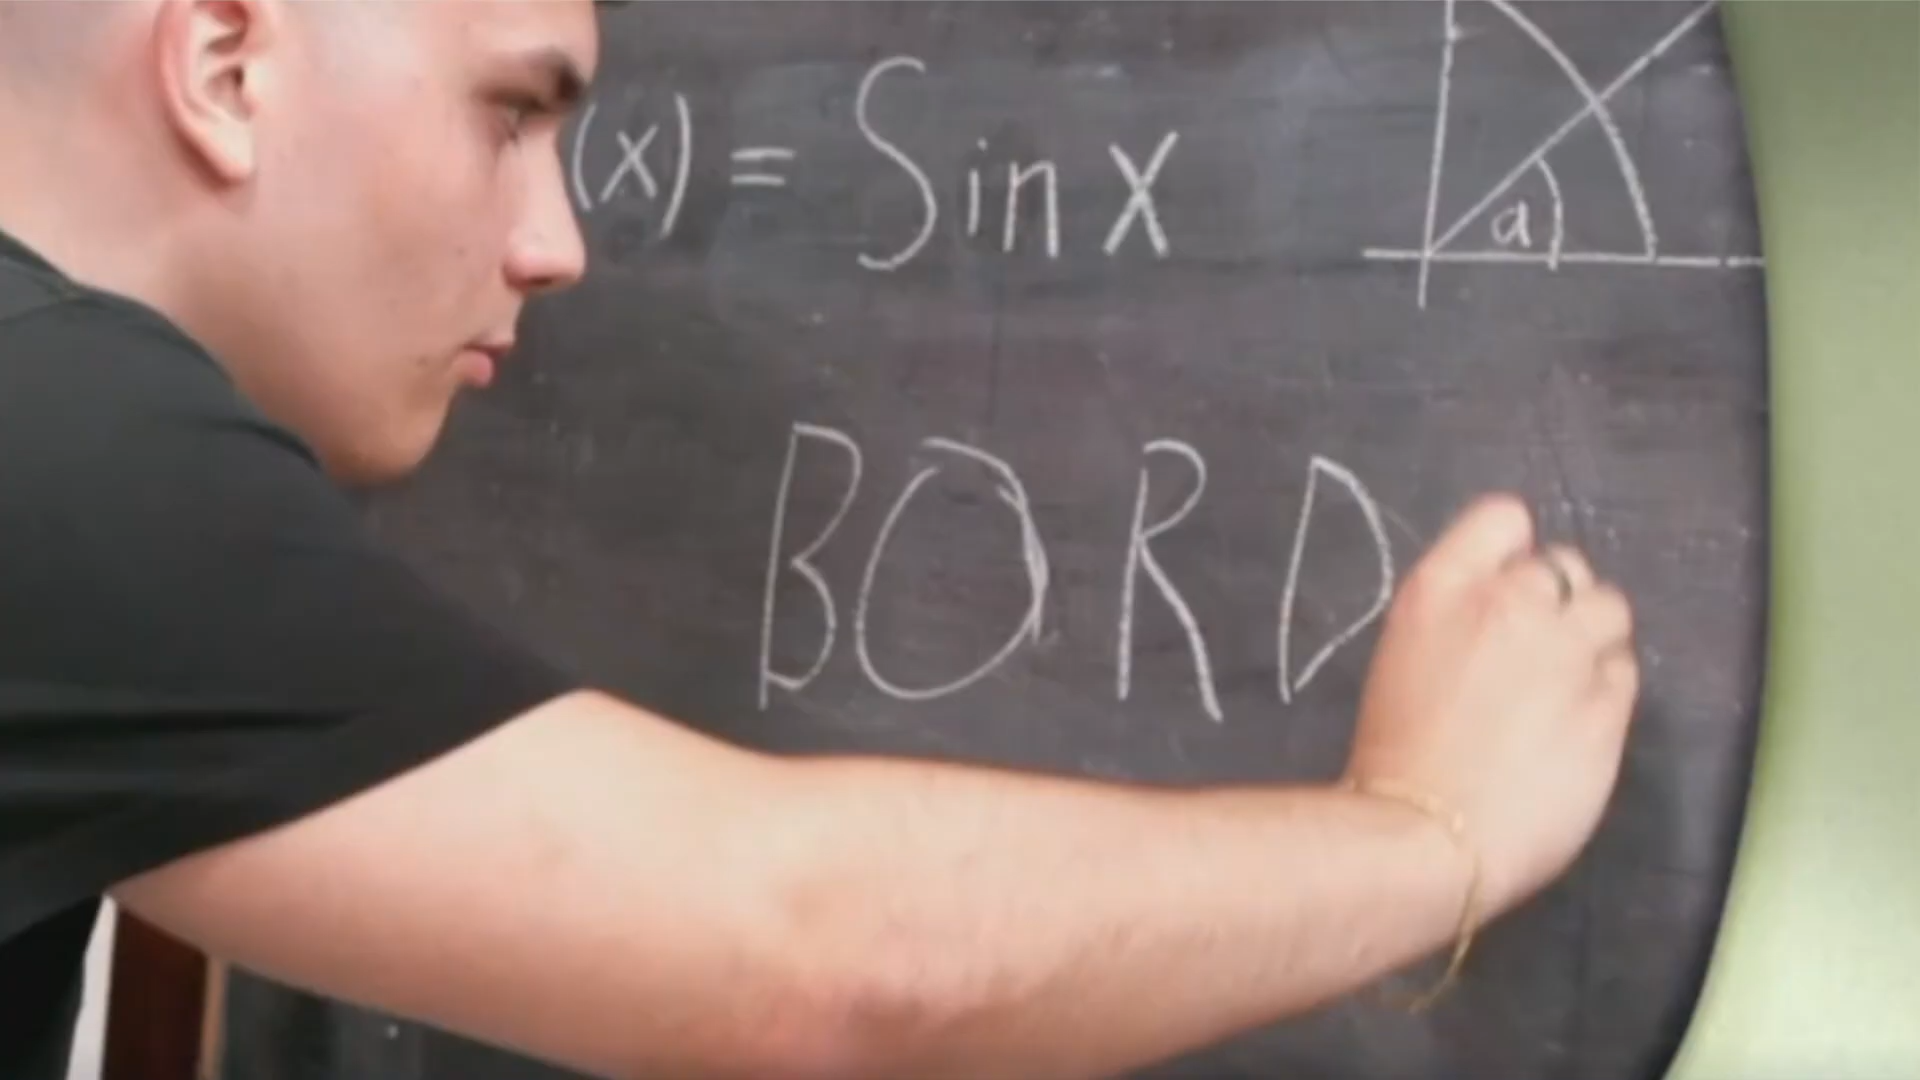 (x) = Sin x
a
BORD